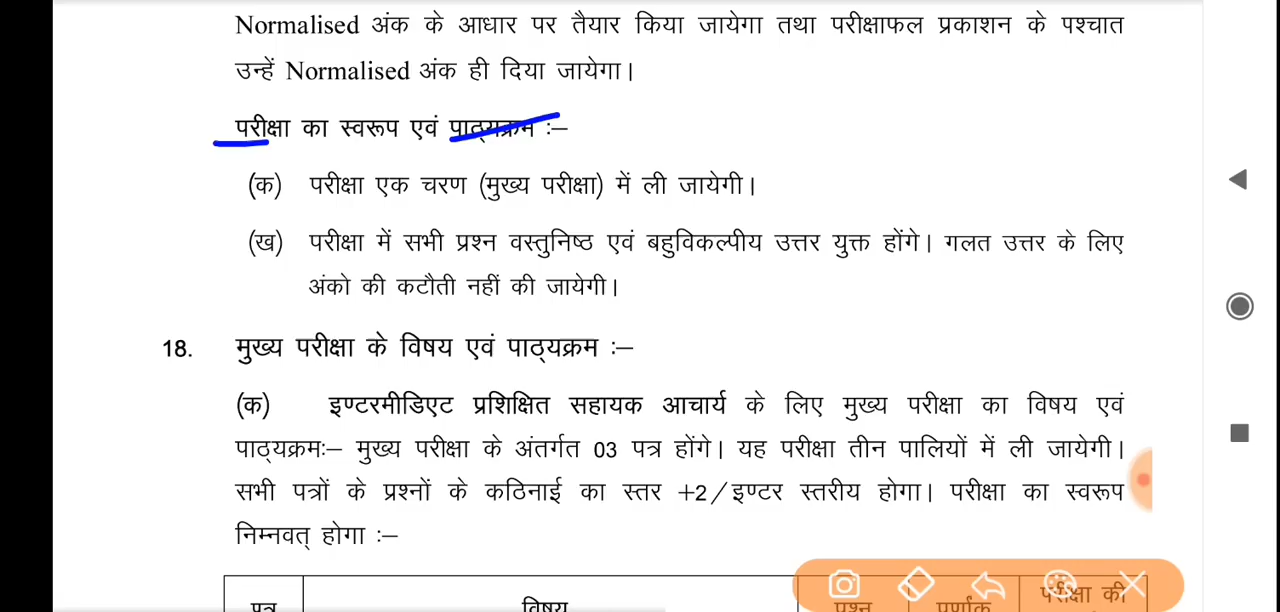 Normalised अंक के आधार पर तैयार किया जायेगा तथा परीक्षाफल प्रकाशन के पश्चात
उन्हें Normalised अंक ही दिया जायेगा।
परीक्षा का स्वरूप एवं पाठ्यक्रम :–
(क) परीक्षा एक चरण (मुख्य परीक्षा) में ली जायेगी।
(ख) परीक्षा में सभी प्रश्न वस्तुनिष्ठ एवं बहुविकल्पीय उत्तर युक्त होंगे। गलत उत्तर के लिए
अंको की कटौती नहीं की जायेगी।
18. मुख्य परीक्षा के विषय एवं पाठ्यक्रम :–
(क) इण्टरमीडिएट प्रशिक्षित सहायक आचार्य के लिए मुख्य परीक्षा का विषय एवं
पाठ्यक्रमः– मुख्य परीक्षा के अंतर्गत 03 पत्र होंगे। यह परीक्षा तीन पालियों में ली जायेगी।
सभी पत्रों के प्रश्नों के कठिनाई का स्तर +2/इण्टर स्तरीय होगा। परीक्षा का स्वरूप
निम्नवत् होगा :–
पत्र विषय प्रश्न पूर्णांक परीक्षा की